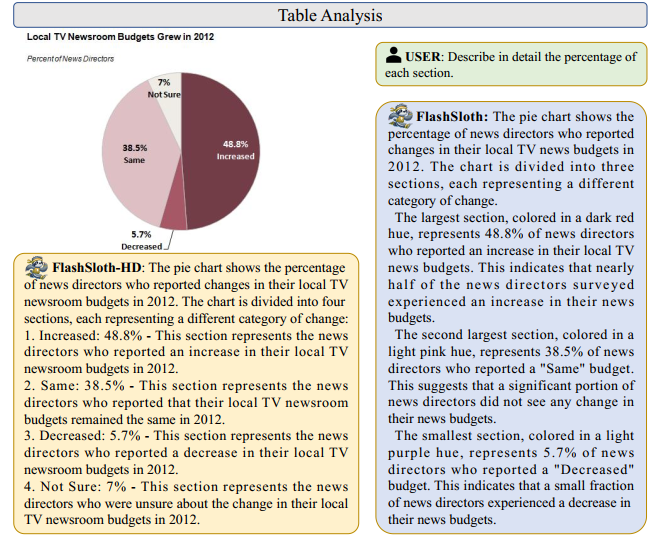 Table Analysis
Local TV Newsroom Budgets Grew in 2012
Percent of News Directors
7%
Not Sure
48.8%
Increased
38.5%
Same
5.7%
Decreased
USER: Describe in detail the percentage of
each section.
FlashSloth-HD: The pie chart shows the percentage
of news directors who reported changes in their local TV
newsroom budgets in 2012. The chart is divided into four
sections, each representing a different category of change:
1. Increased: 48.8% - This section represents the news
directors who reported an increase in their local TV
newsroom budgets in 2012.
2. Same: 38.5% - This section represents the news
directors who reported that their local TV newsroom
budgets remained the same in 2012.
3. Decreased: 5.7% - This section represents the news
directors who reported a decrease in their local TV
newsroom budgets in 2012.
4. Not Sure: 7% - This section represents the news
directors who were unsure about the change in their local
TV newsroom budgets in 2012.
FlashSloth: The pie chart shows the
percentage of news directors who reported
changes in their local TV news budgets in
2012. The chart is divided into three
sections, each representing a different
category of change.
The largest section, colored in a dark red
hue, represents 48.8% of news directors
who reported an increase in their local TV
news budgets. This indicates that nearly
half of the news directors surveyed
experienced an increase in their news
budgets.
The second largest section, colored in a
light pink hue, represents 38.5% of news
directors who reported a "Same" budget.
This suggests that a significant portion of
news directors did not see any change in
their news budgets.
The smallest section, colored in a light
purple hue, represents 5.7% of news
directors who reported a "Decreased"
budget. This indicates that a small fraction
of news directors experienced a decrease in
their news budgets.